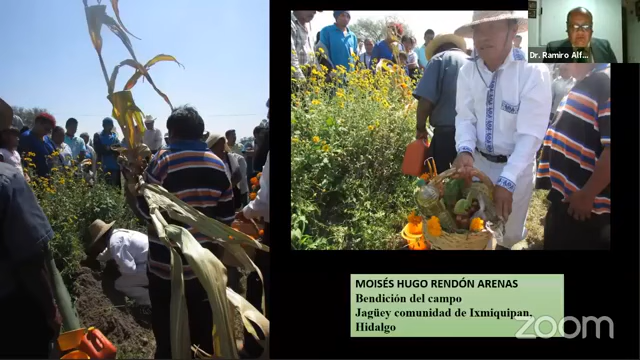 Dr. Ramiro Alf
MOISÉS HUGO RENDÓN ARENAS
Bendición del campo
Jagüey comunidad de Ixmiquipan,
Hidalgo
zoom